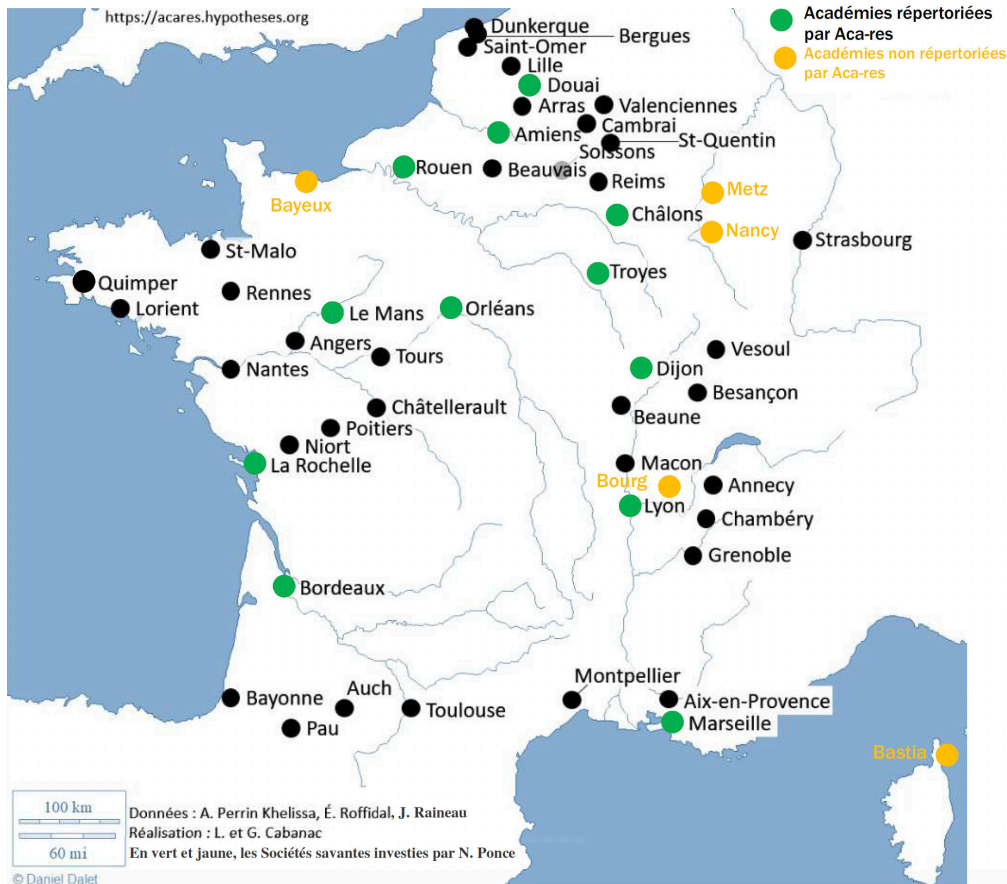 https://acares.hypotheses.org
Académies répertoriées
par Aca-res
Académies non répertoriées
par Aca-res
Dunkerque
Bergues
Saint-Omer
Lille
Douai
Arras
Valenciennes
Cambrai
Amiens
St-Quentin
Soissons
Rouen
Beauvais
Reims
Metz
Bayeux
Châlons
Nancy
Strasbourg
St-Malo
Troyes
Quimper
Rennes
Lorient
Le Mans
Orléans
Angers
Tours
Vesoul
Nantes
Dijon
Besançon
Châtellerault
Beaune
Poitiers
Niort
La Rochelle
Macon
Bourg
Annecy
Lyon
Chambéry
Grenoble
Bordeaux
Montpellier
Auch
Bayonne
Aix-en-Provence
Toulouse
Marseille
Pau
Bastia
100 km
60 mi
Données : A. Perrin Khelissa, É. Roffidal, J. Raineau
Réalisation : L. et G. Cabanac
En vert et jaune, les Sociétés savantes investies par N. Ponce
© Daniel Dalet